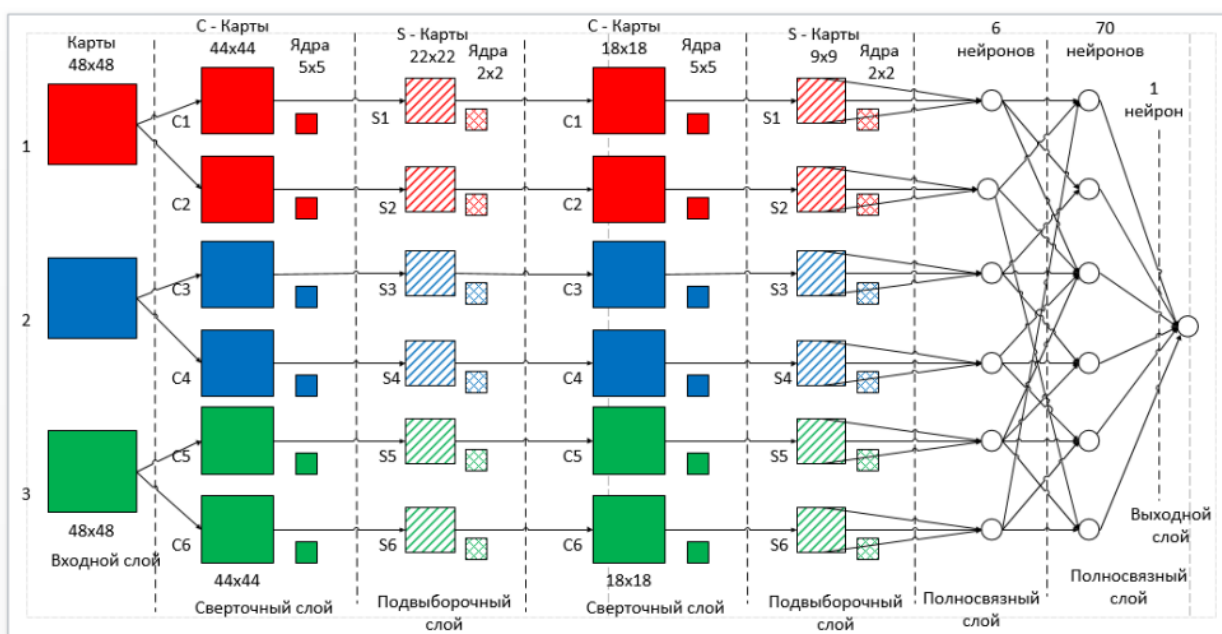 Карты
48x48
C - Карты
44x44
Ядра
5x5
S - Карты
22x22
Ядра
2x2
C - Карты
18x18
Ядра
5x5
S - Карты
9x9
Ядра
2x2
6
нейронов
70
нейронов
1
нейрон
1
2
3
C1
C2
C3
C4
C5
C6
S1
S2
S3
S4
S5
S6
C1
C2
C3
C4
C5
C6
S1
S2
S3
S4
S5
S6
48x48
Входной слой
44x44
Сверточный слой
Подвыборочный
слой
18x18
Сверточный слой
Подвыборочный
слой
Полносвязный
слой
Полносвязный
слой
Выходной
слой